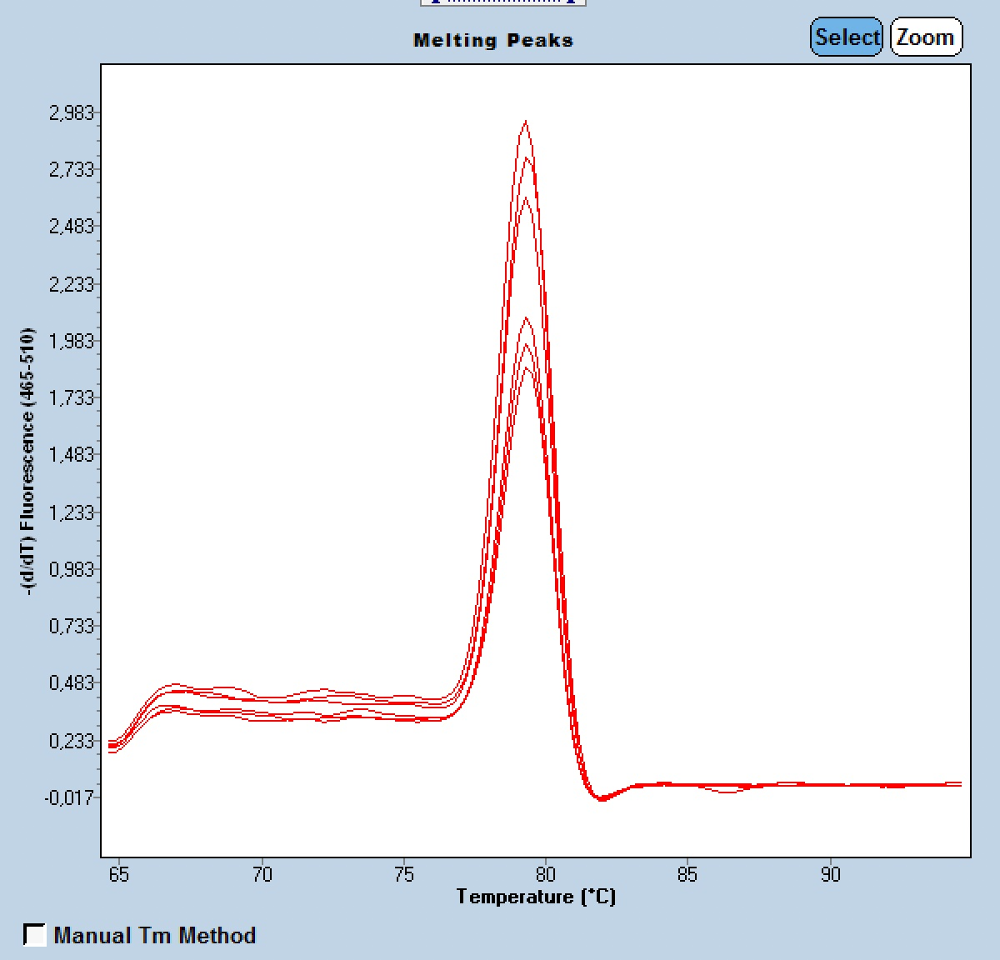 Melting Peaks
Select
Zoom
2,983
2,733
2,483
2,233
1,983
1,733
1,483
1,233
0,983
0,733
0,483
0,233
-0,017
-(d/dT) Fluorescence (465-510)
65 70 75 80 85 90
Temperature (°C)
Manual Tm Method